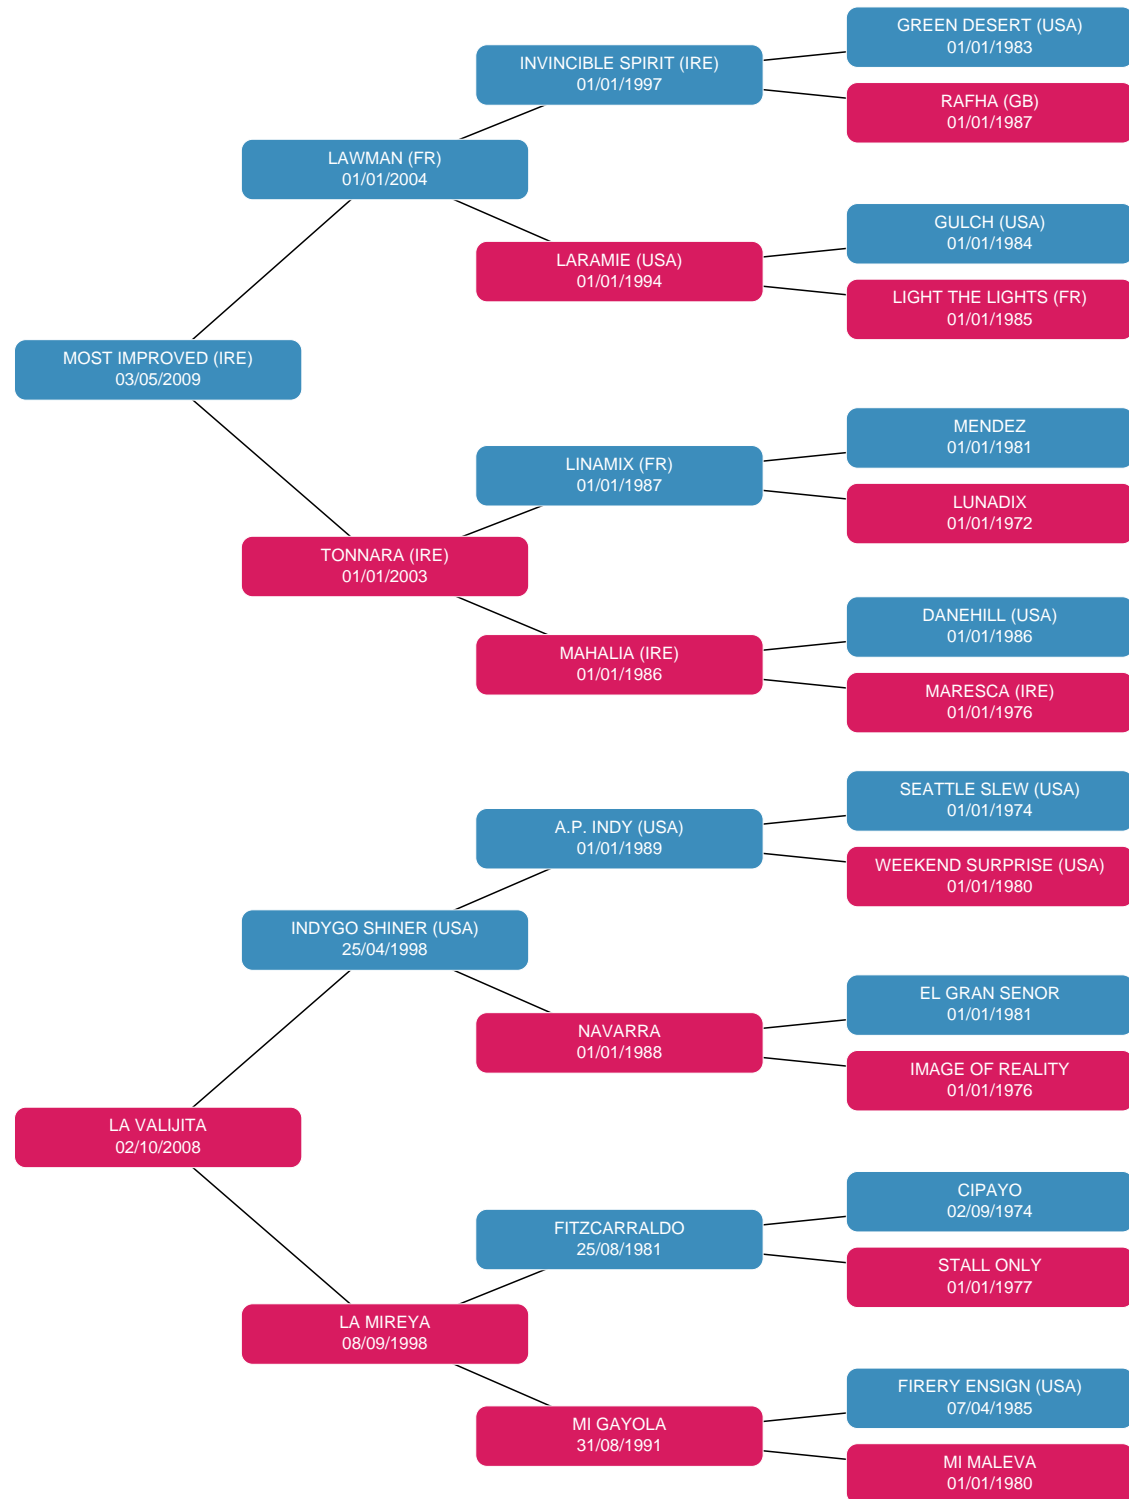 GREEN DESERT (USA)
01/01/1983
INVINCIBLE SPIRIT (IRE)
01/01/1997
RAFHA (GB)
01/01/1987
LAWMAN (FR)
01/01/2004
GULCH (USA)
01/01/1984
LARAMIE (USA)
01/01/1994
LIGHT THE LIGHTS (FR)
01/01/1985
MOST IMPROVED (IRE)
03/05/2009
MENDEZ
01/01/1981
LINAMIX (FR)
01/01/1987
LUNADIX
01/01/1972
TONNARA (IRE)
01/01/2003
DANEHILL (USA)
01/01/1986
MAHALIA (IRE)
01/01/1986
MARESCA (IRE)
01/01/1976
SEATTLE SLEW (USA)
01/01/1974
A.P. INDY (USA)
01/01/1989
WEEKEND SURPRISE (USA)
01/01/1980
INDYGO SHINER (USA)
25/04/1998
EL GRAN SENOR
01/01/1981
NAVARRA
01/01/1988
IMAGE OF REALITY
01/01/1976
LA VALIJITA
02/10/2008
CIPAYO
02/09/1974
FITZCARRALDO
25/08/1981
STALL ONLY
01/01/1977
LA MIREYA
08/09/1998
FIRERY ENSIGN (USA)
07/04/1985
MI GAYOLA
31/08/1991
MI MALEVA
01/01/1980